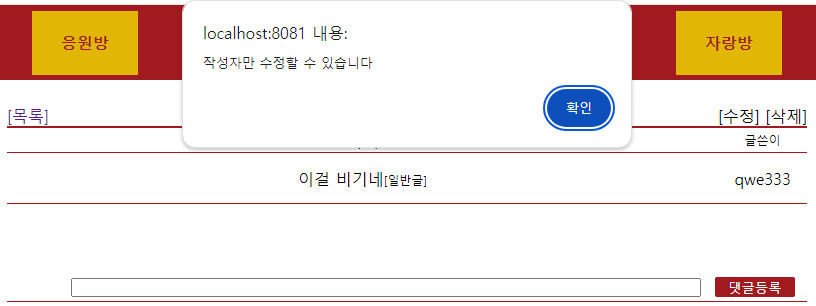 응원방
자랑방
localhost:8081 내용:
작성자만 수정할 수 있습니다
확인
[목록]
[수정] [삭제]
글쓴이
이걸 비기네[일반글]
qwe333
댓글등록